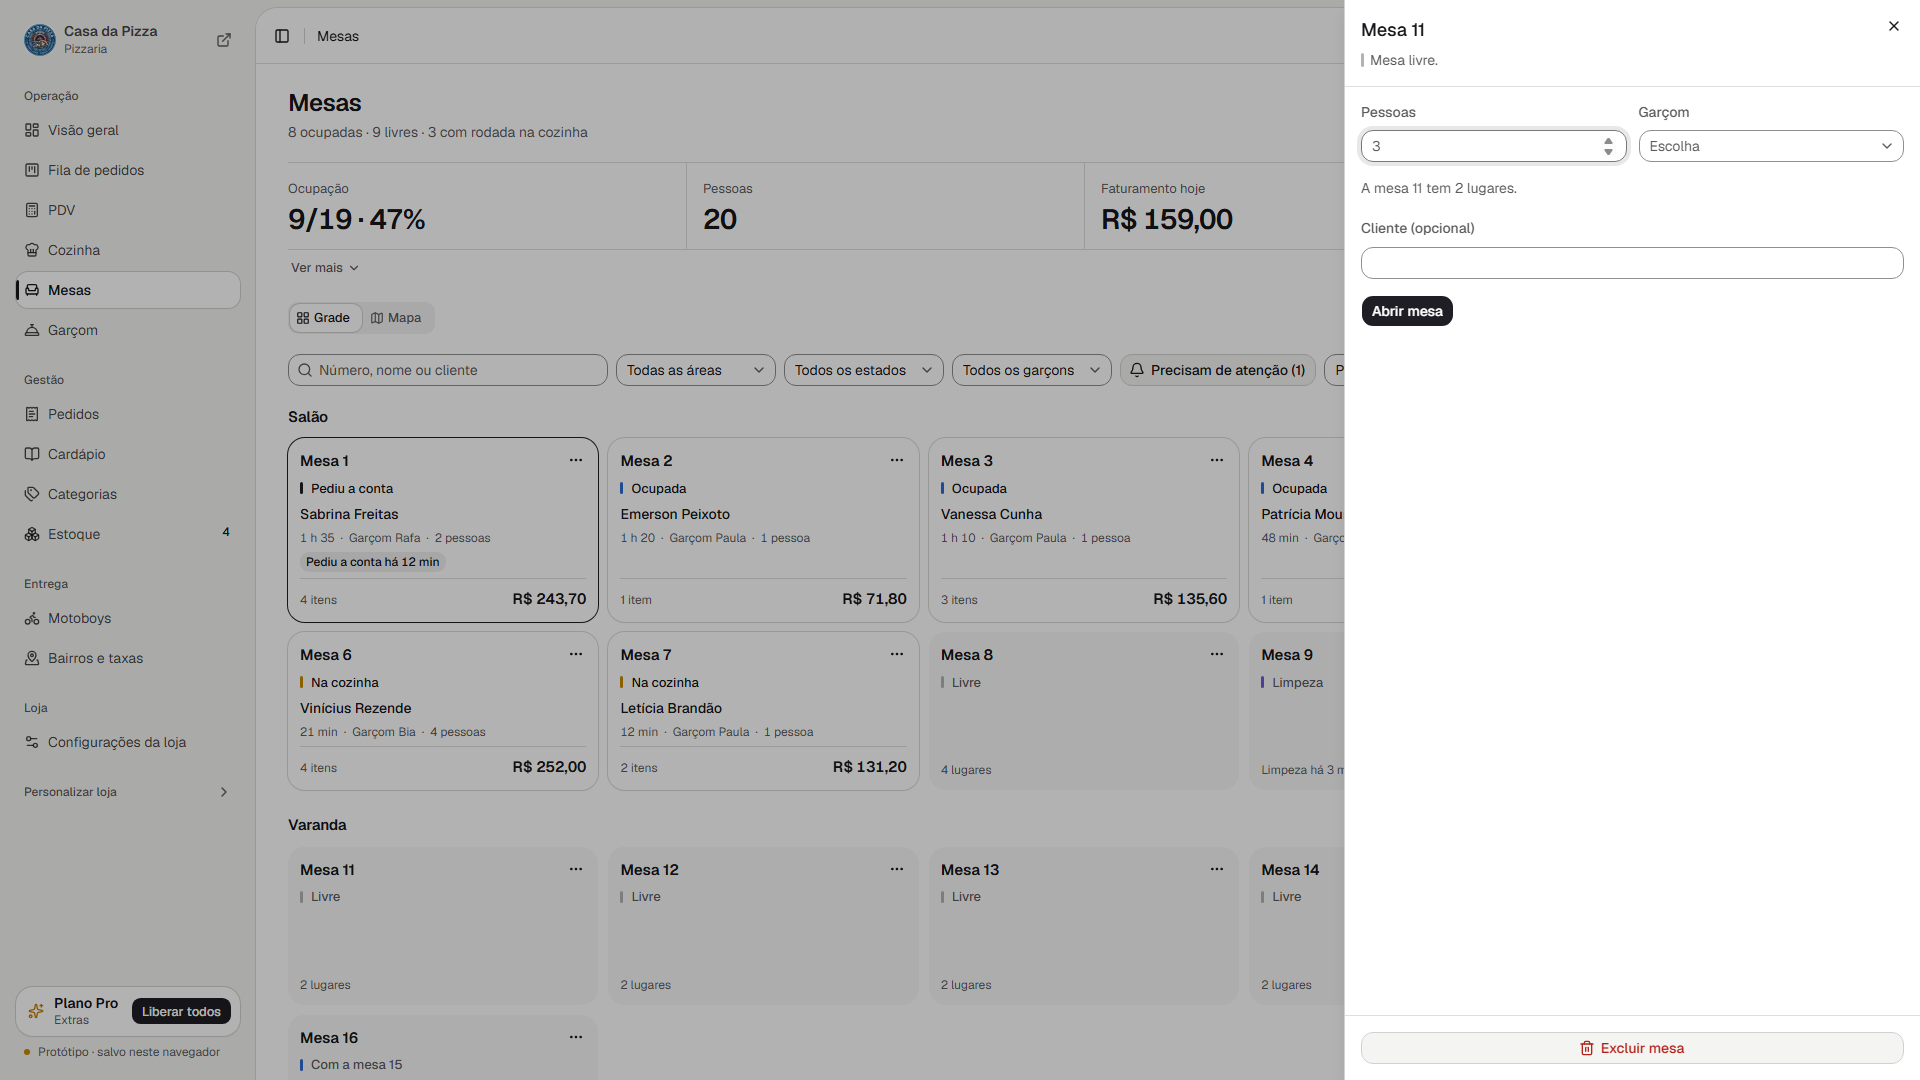 Casa da Pizza
Pizzaria
Operação
Visão geral
Fila de pedidos
PDV
Cozinha
Mesas
Garçom
Gestão
Pedidos
Cardápio
Categorias
Estoque 4
Entrega
Motoboys
Bairros e taxas
Loja
Configurações da loja
Personalizar loja
Plano Pro
Extras
Liberar todos
Protótipo · salvo neste navegador
Mesas
Mesas
8 ocupadas · 9 livres · 3 com rodada na cozinha
Ocupação
9/19 · 47%
Pessoas
20
Faturamento hoje
R$ 159,00
Ver mais
Grade
Mapa
Número, nome ou cliente
Todas as áreas
Todos os estados
Todos os garçons
Precisam de atenção (1)
P
Salão
Mesa 1
Pediu a conta
Sabrina Freitas
1 h 35 · Garçom Rafa · 2 pessoas
Pediu a conta há 12 min
4 itens R$ 243,70
Mesa 2
Ocupada
Emerson Peixoto
1 h 20 · Garçom Paula · 1 pessoa
1 item R$ 71,80
Mesa 3
Ocupada
Vanessa Cunha
1 h 10 · Garçom Paula · 1 pessoa
3 itens R$ 135,60
Mesa 4
Ocupada
Patrícia Mou
48 min · Garço
1 item
Mesa 6
Na cozinha
Vinícius Rezende
21 min · Garçom Bia · 4 pessoas
4 itens R$ 252,00
Mesa 7
Na cozinha
Letícia Brandão
12 min · Garçom Paula · 1 pessoa
2 itens R$ 131,20
Mesa 8
Livre
4 lugares
Mesa 9
Limpeza
Limpeza há 3 m
Varanda
Mesa 11
Livre
2 lugares
Mesa 12
Livre
2 lugares
Mesa 13
Livre
2 lugares
Mesa 14
Livre
2 lugares
Mesa 16
Com a mesa 15
Mesa 11
Mesa livre.
Pessoas
3
Garçom
Escolha
A mesa 11 tem 2 lugares.
Cliente (opcional)
Abrir mesa
Excluir mesa